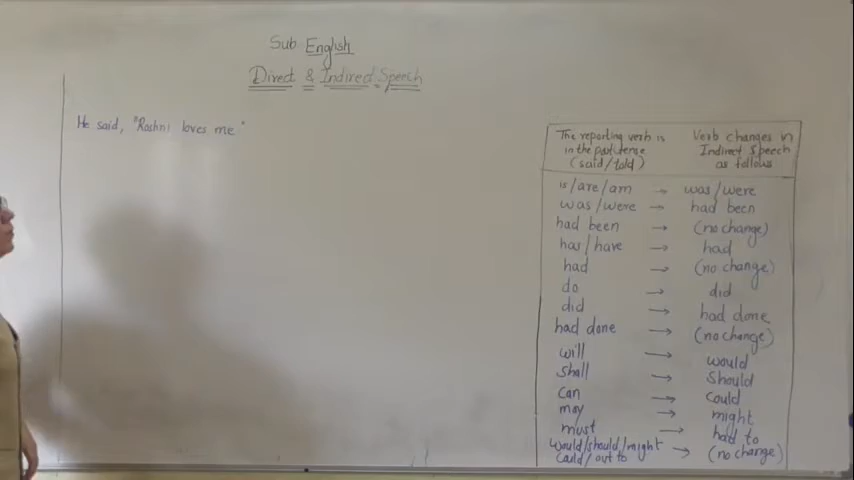 Sub English
Direct & Indired Speech
He said, "Roshni loves me"
The reporting verb is
in the past tense
(said/told)
Verb changes in
Indirect Speech
as follows
is/are/am → was/were
was/were → had been
had been → (no change)
has/have → had
had → (no change)
do → did
did → had done
had done → (no change)
will → would
shall → should
can → could
may → might
must → had to
would/should/might
could/out to → (no change)